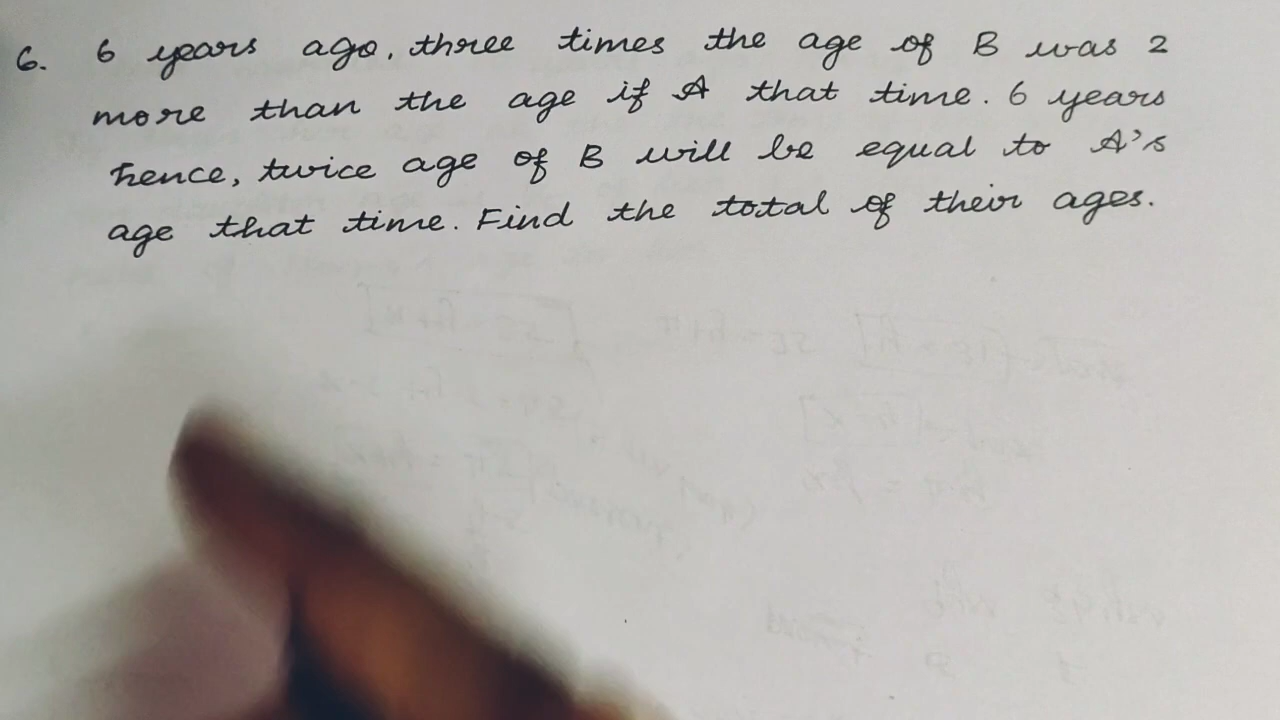 6. 6 years ago, three times the age of B was 2
more than the age if A that time. 6 years
hence, twice age of B will be equal to A's
age that time. Find the total of their ages.